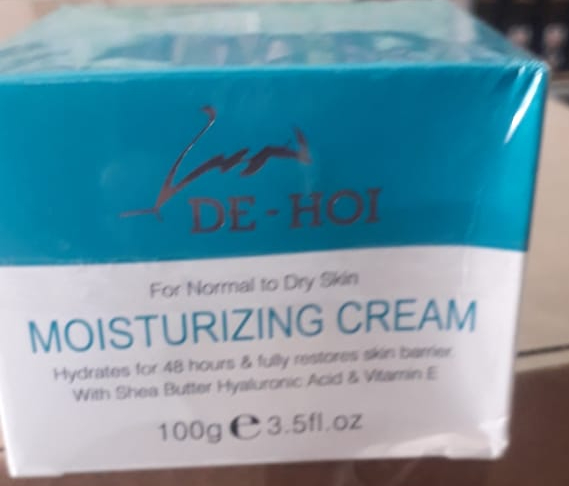 DE-HOI
For Normal to Dry Skin
MOISTURIZING CREAM
Hydrates for 48 hours & fully restores skin barrier.
With Shea Butter Hyaluronic Acid & Vitamin E
100g e 3.5fl.oz